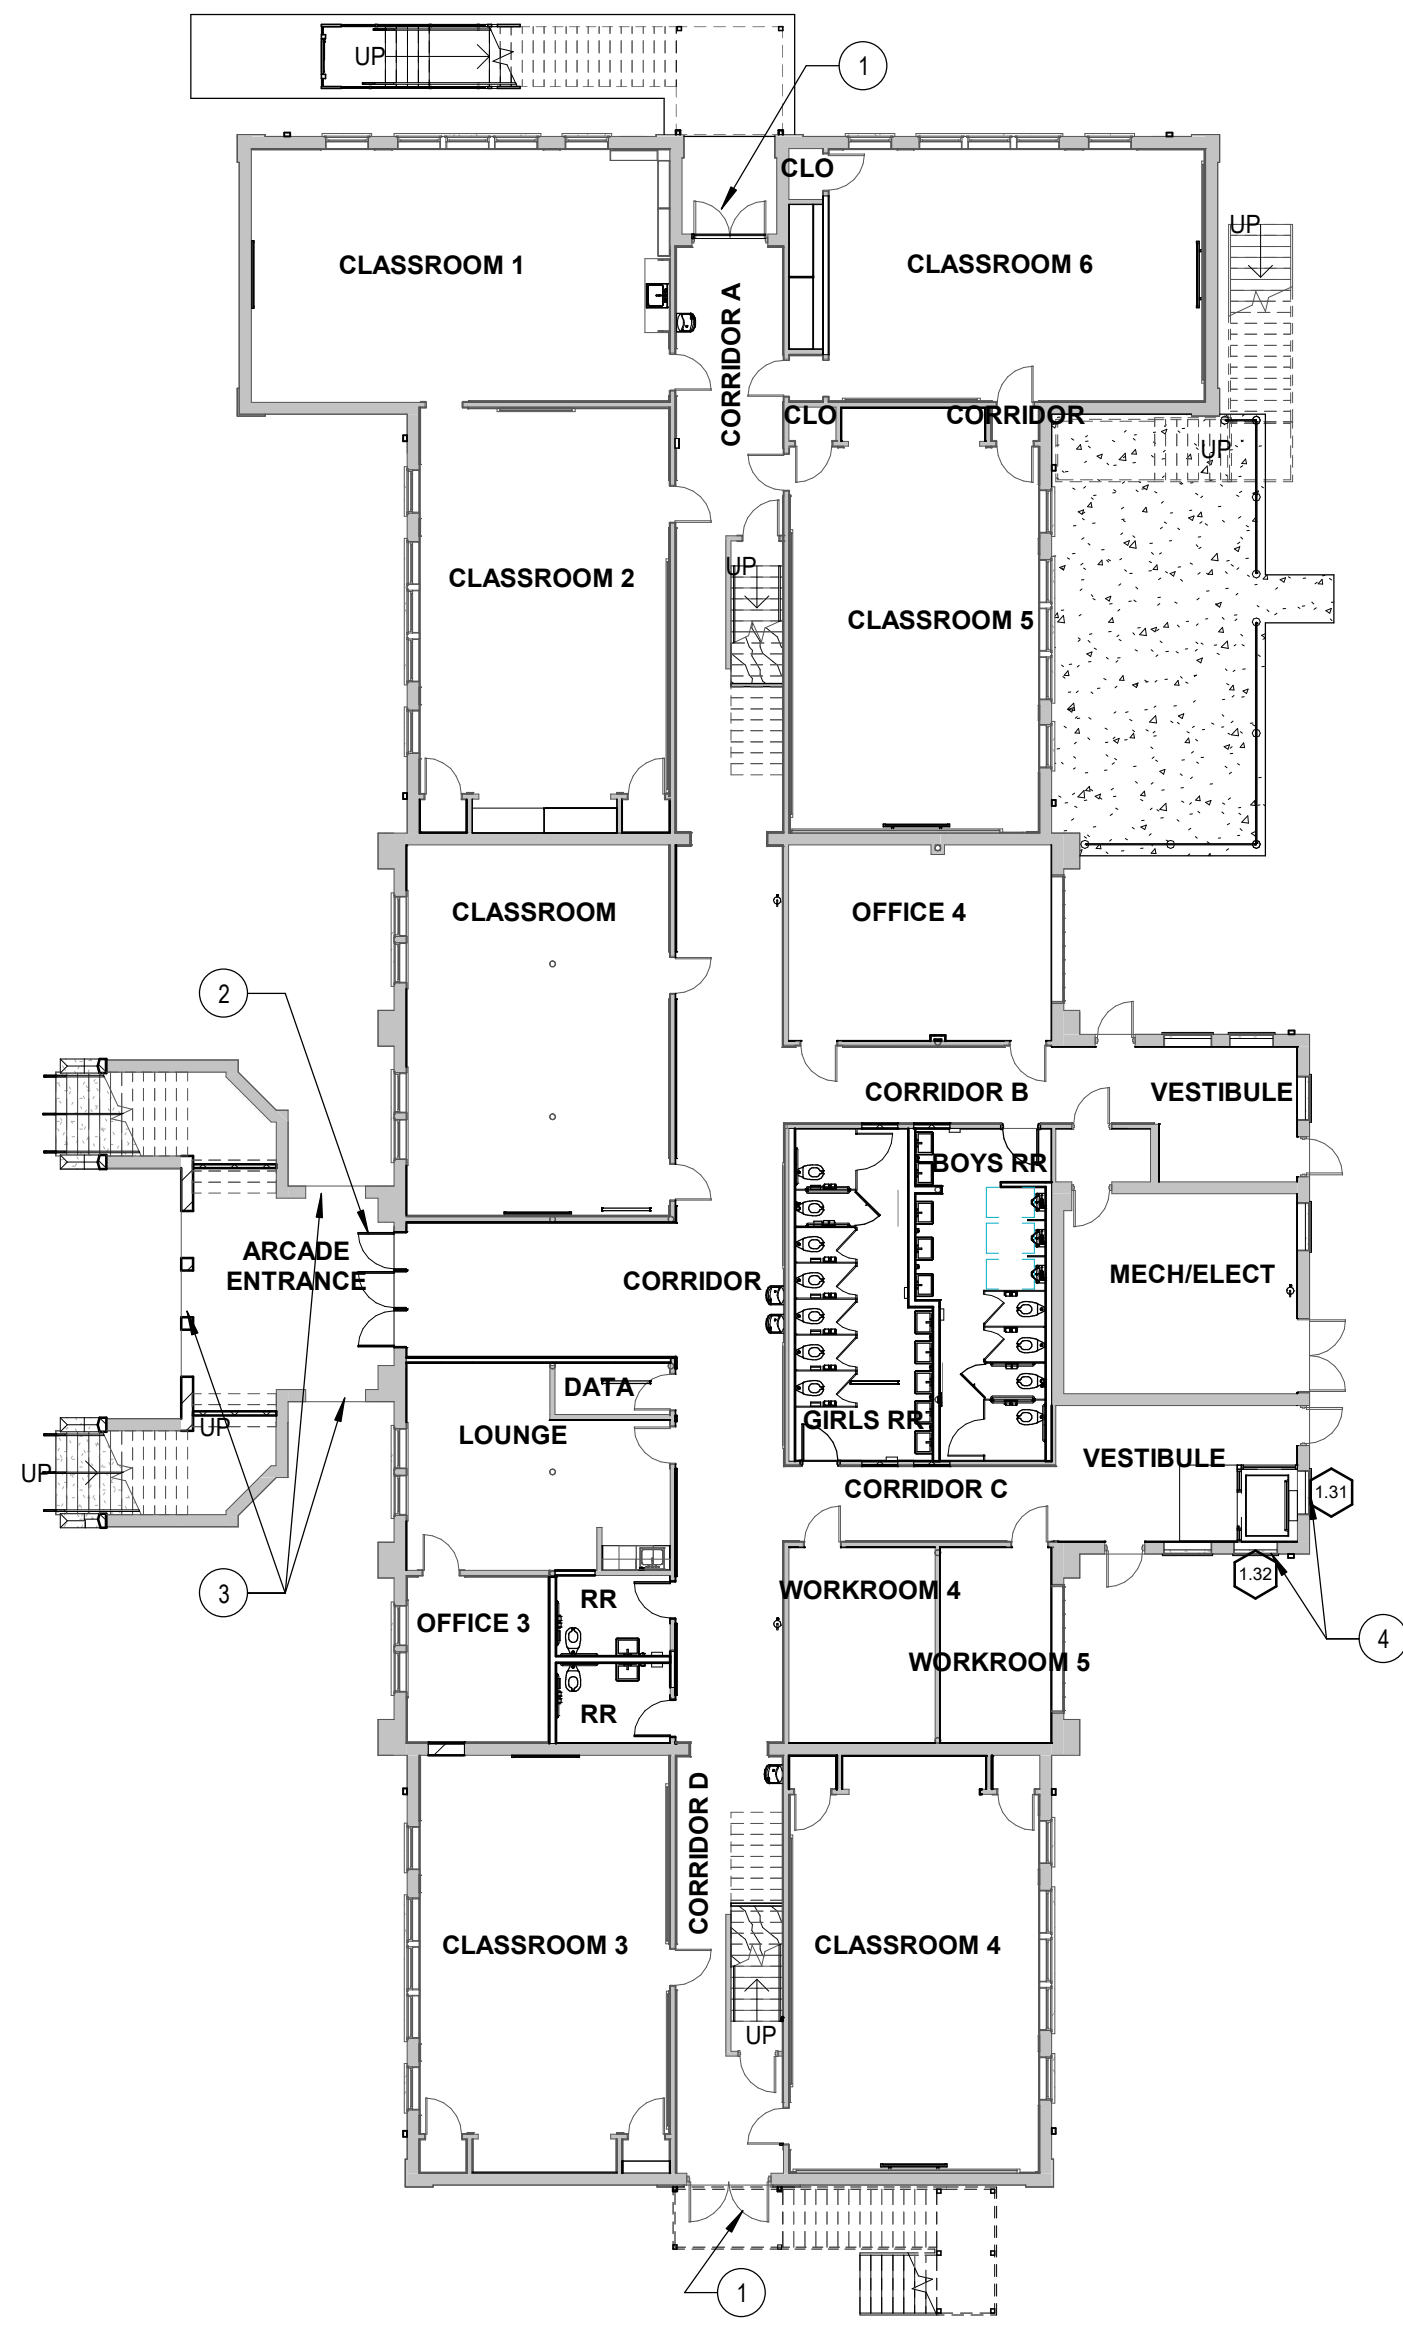 UP
1
CLO
CLASSROOM 1
CORRIDOR A
CLASSROOM 6
UP
CLO
CORRIDOR
UP
UP
CLASSROOM 2
CLASSROOM 5
CLASSROOM
OFFICE 4
2
CORRIDOR B
VESTIBULE
BOYS RR
ARCADE
ENTRANCE
CORRIDOR
MECH/ELECT
DATA
GIRLS RR
UP
LOUNGE
VESTIBULE
UP
CORRIDOR C
1.31
1.32
3
RR
WORKROOM 4
OFFICE 3
4
WORKROOM 5
RR
CORRIDOR D
CLASSROOM 3
CLASSROOM 4
UP
1